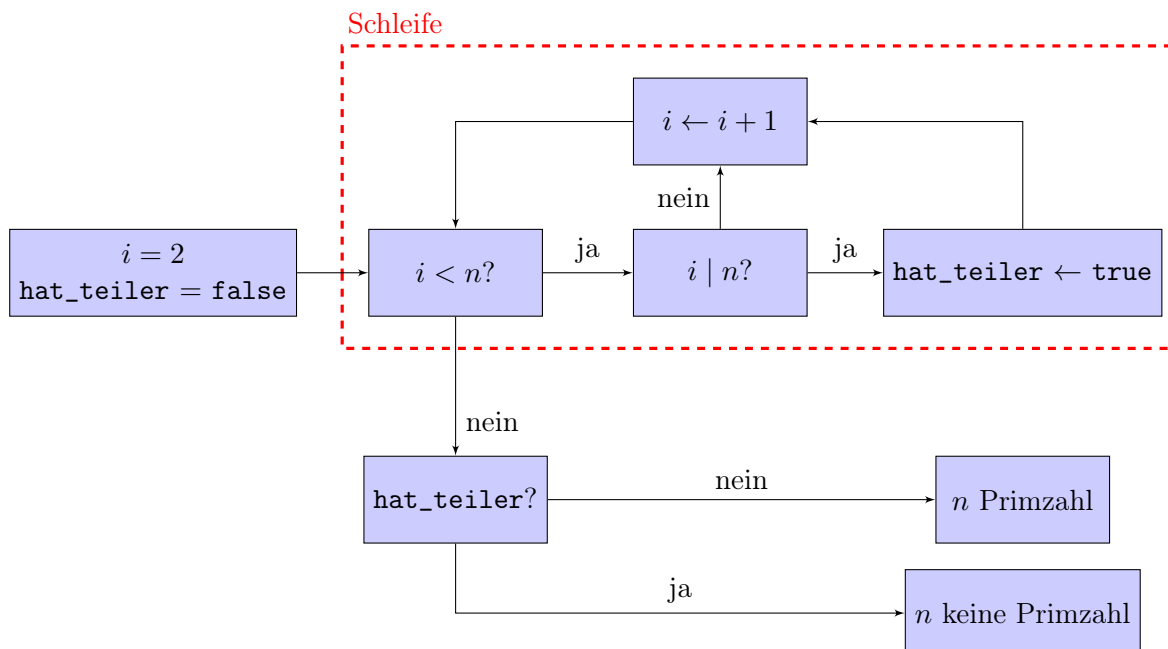 Schleife
i ← i + 1
nein
i = 2
hat_teiler = false
i < n?
ja
i | n?
ja
hat_teiler ← true
nein
hat_teiler?
nein
n Primzahl
ja
n keine Primzahl